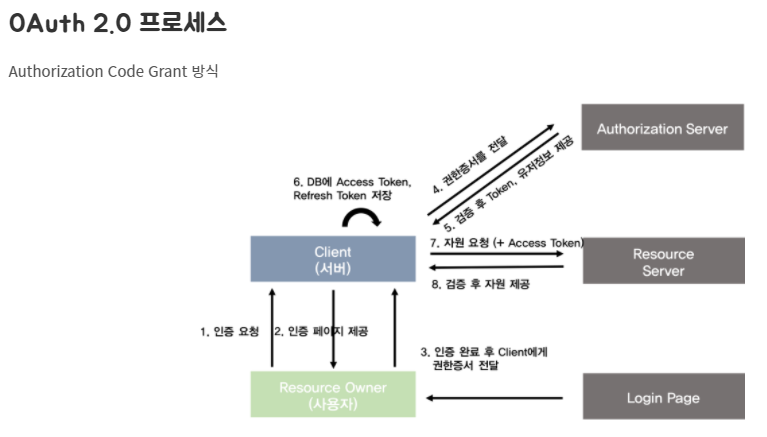 OAuth 2.0 프로세스
Authorization Code Grant 방식
Authorization Server
4. 권한증서를 전달
5. 검증 후 Token, 유저정보 제공
6. DB에 Access Token,
Refresh Token 저장
Client
(서버)
7. 자원 요청 (+ Access Token)
8. 검증 후 자원 제공
Resource
Server
1. 인증 요청
2. 인증 페이지 제공
3. 인증 완료 후 Client에게
권한증서 전달
Resource Owner
(사용자)
Login Page